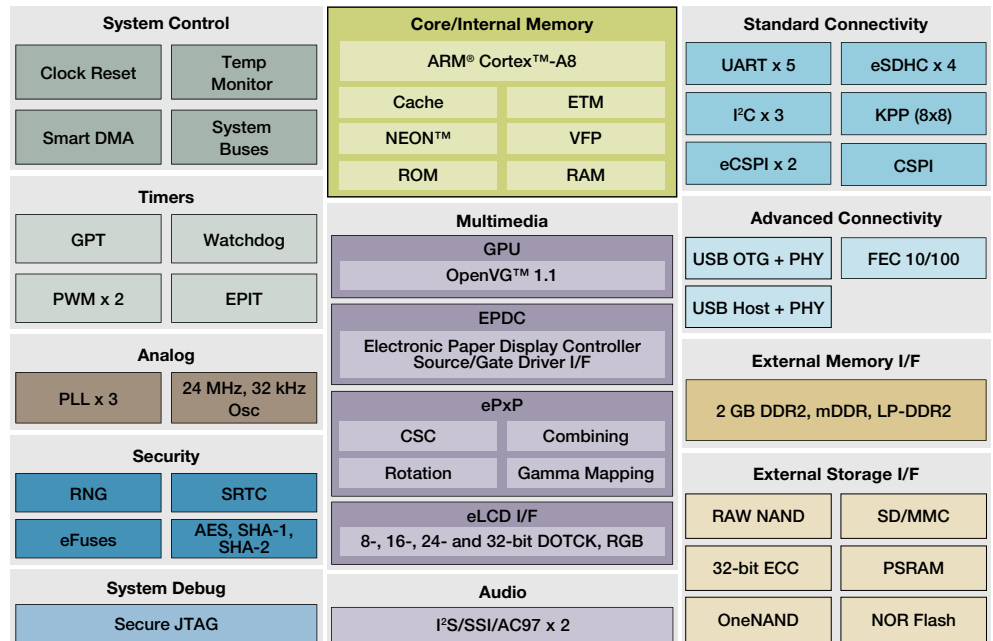 System Control
Clock Reset
Temp
Monitor
Smart DMA
System
Buses
Timers
GPT
Watchdog
PWM x 2
EPIT
Analog
PLL x 3
24 MHz, 32 kHz
Osc
Security
RNG
SRTC
eFuses
AES, SHA-1,
SHA-2
System Debug
Secure JTAG
Core/Internal Memory
ARM® Cortex™-A8
Cache
ETM
NEON™
VFP
ROM
RAM
Multimedia
GPU
OpenVG™ 1.1
EPDC
Electronic Paper Display Controller
Source/Gate Driver I/F
ePxP
CSC
Combining
Rotation
Gamma Mapping
eLCD I/F
8-, 16-, 24- and 32-bit DOTCK, RGB
Audio
I²S/SSI/AC97 x 2
Standard Connectivity
UART x 5
eSDHC x 4
I²C x 3
KPP (8x8)
eCSPI x 2
CSPI
Advanced Connectivity
USB OTG + PHY
FEC 10/100
USB Host + PHY
External Memory I/F
2 GB DDR2, mDDR, LP-DDR2
External Storage I/F
RAW NAND
SD/MMC
32-bit ECC
PSRAM
OneNAND
NOR Flash